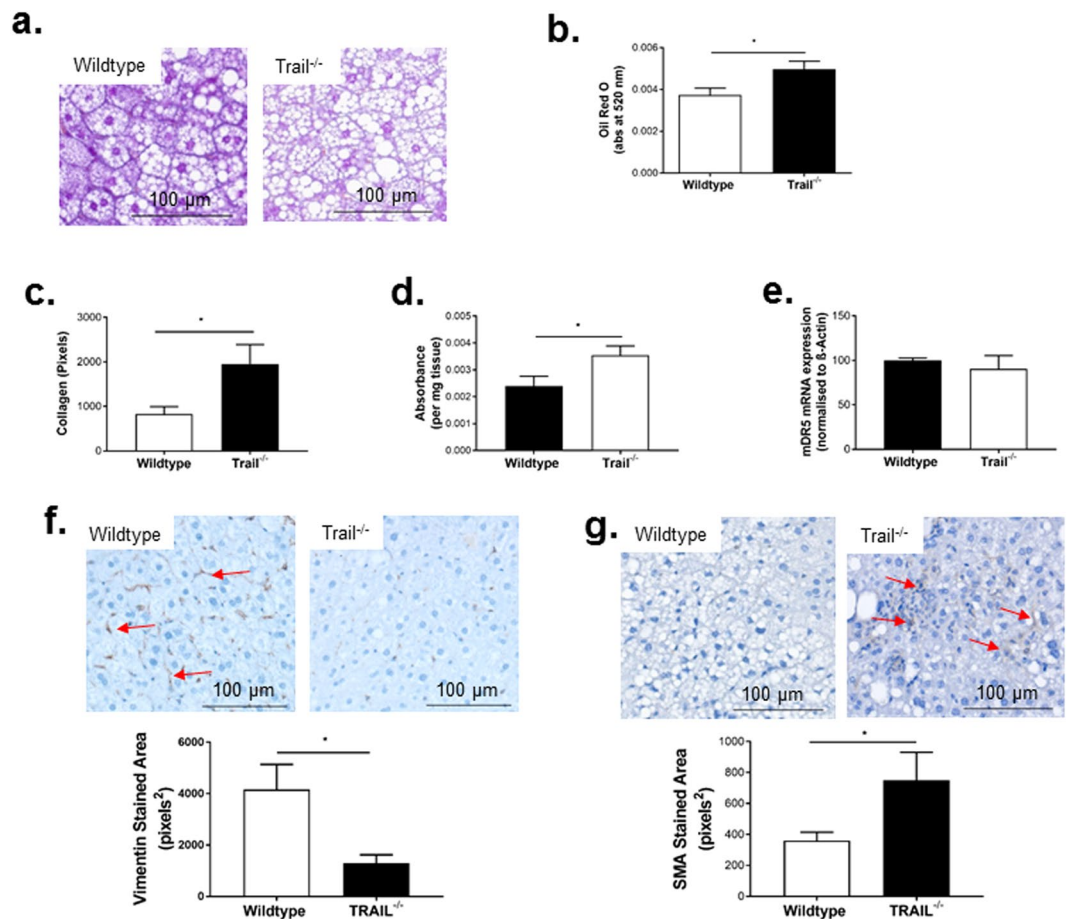 a.
Wildtype
Trail-/-
100 µm
100 µm
b.
Oil Red O
(abs at 520 nm)
0.006
0.004
0.002
0.000
*
Wildtype
Trail-/-
c.
Collagen (Pixels)
3000
2000
1000
0
*
Wildtype
Trail-/-
d.
Absorbance
(per mg tissue)
0.005
0.004
0.003
0.002
0.001
0.000
*
Wildtype
Trail-/-
e.
mDR5 mRNA expression
(normalised to ß-Actin)
150
100
50
0
Wildtype
Trail-/-
f.
Wildtype
Trail-/-
100 µm
100 µm
Vimentin Stained Area
(pixels²)
6000
4000
2000
0
*
Wildtype
TRAIL-/-
g.
Wildtype
Trail-/-
100 µm
100 µm
SMA Stained Area
(pixels²)
1000
800
600
400
200
0
*
Wildtype
TRAIL-/-